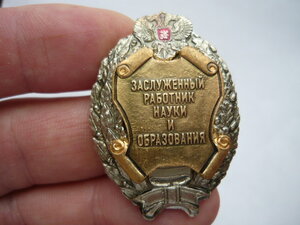 ЗАСЛУЖЕННЫЙ
РАБОТНИК
НАУКИ
И
ОБРАЗОВАНИЯ